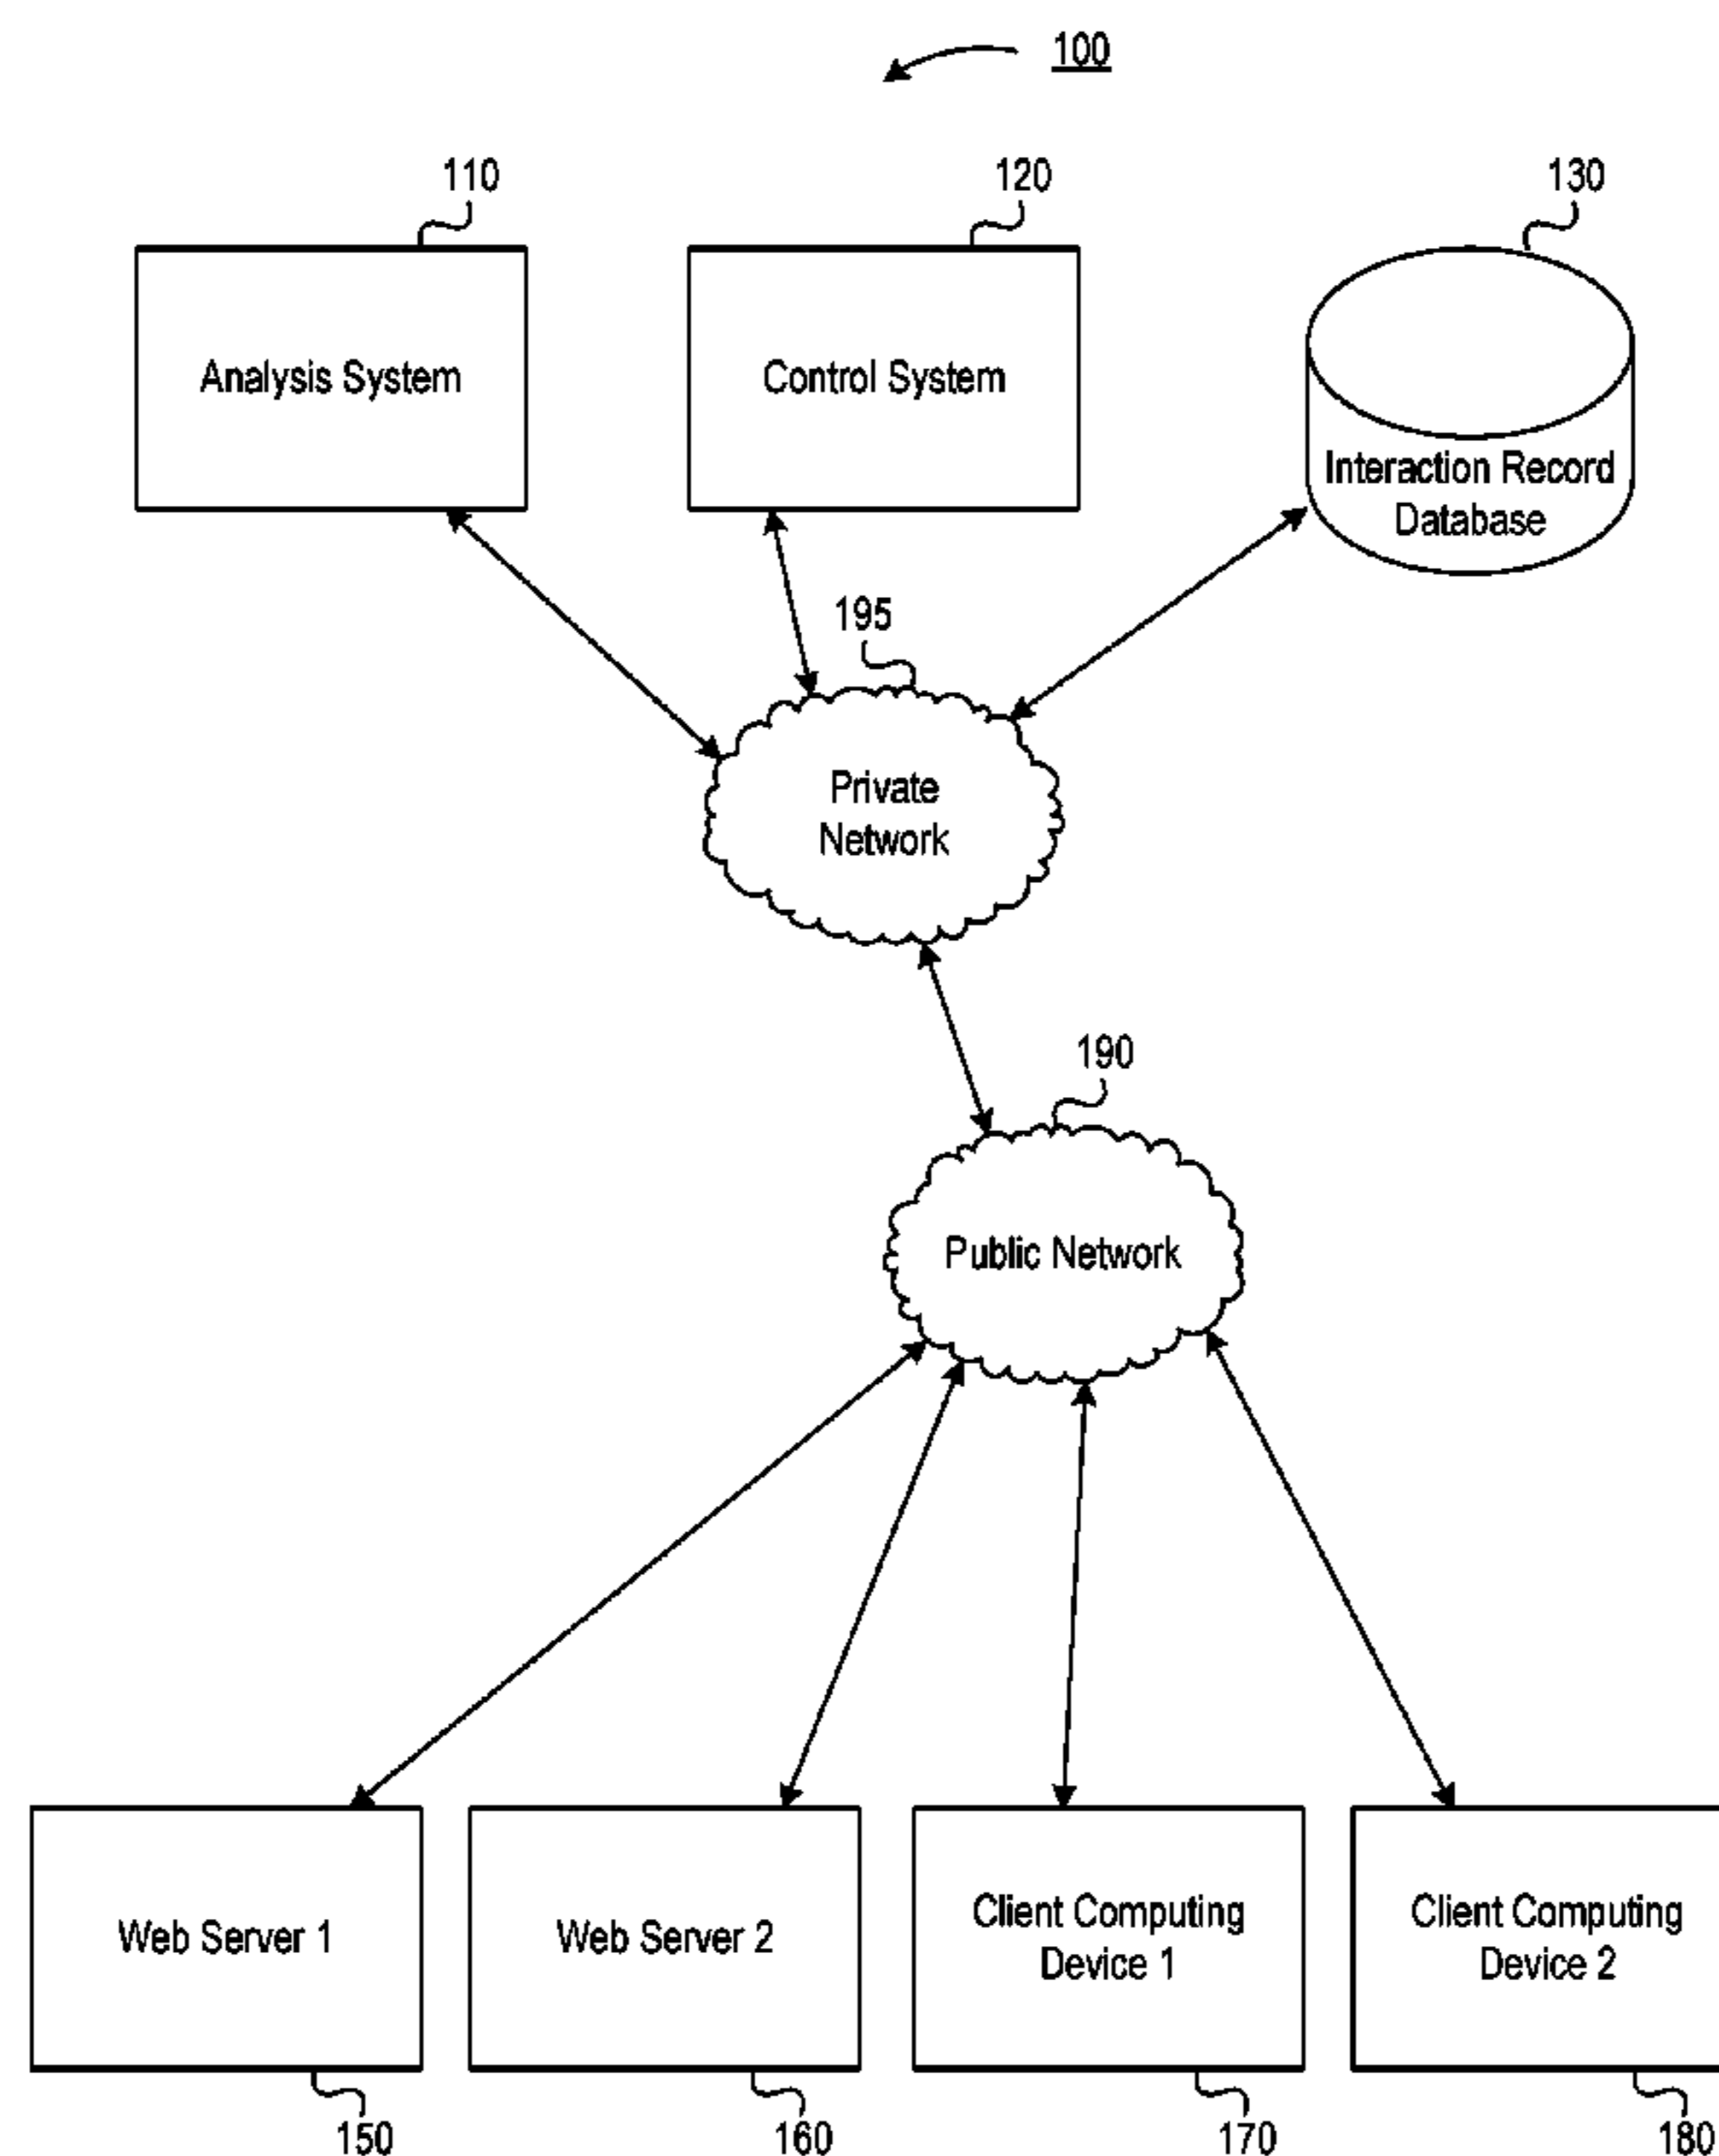 100
110
120
130
Analysis System
Control System
Interaction Record
Database
195
Private
Network
190
Public Network
Web Server 1
Web Server 2
Client Computing
Device 1
Client Computing
Device 2
150
160
170
180